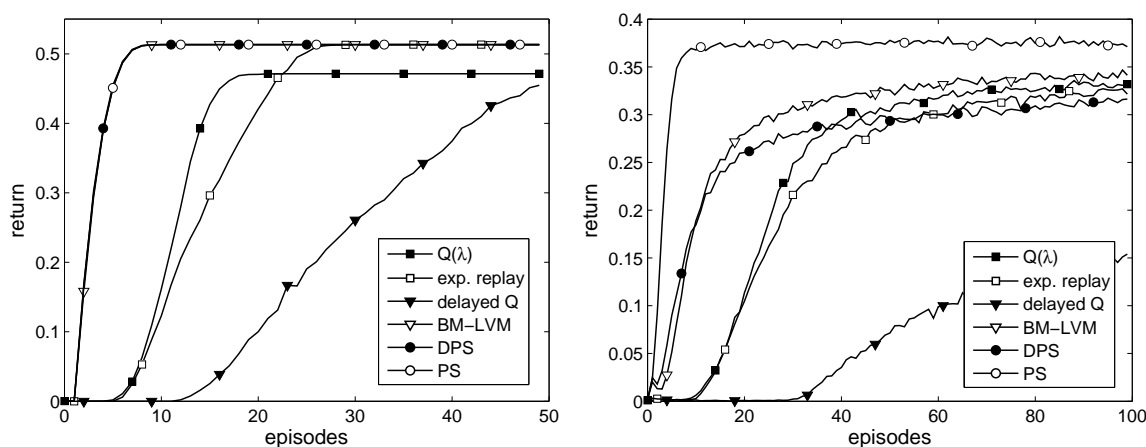 0.5
0.4
0.3
0.2
0.1
0
return
0
10
20
30
40
50
episodes
Q(λ)
exp. replay
delayed Q
BM−LVM
DPS
PS
0.4
0.35
0.3
0.25
0.2
0.15
0.1
0.05
0
return
0
20
40
60
80
100
episodes
Q(λ)
exp. replay
delayed Q
BM−LVM
DPS
PS